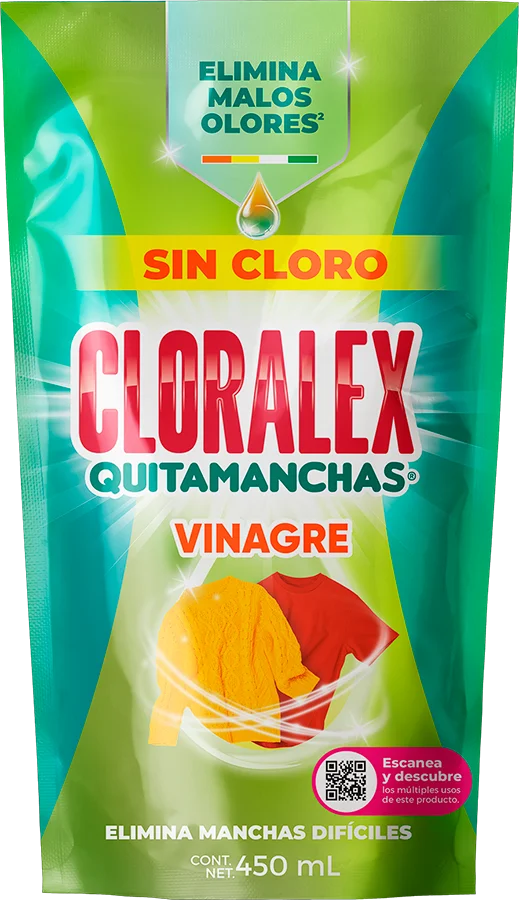 ELIMINA
MALOS
OLORES²
SIN CLORO
CLORALEX
QUITAMANCHAS®
VINAGRE
Escanea
y descubre
los múltiples usos
de este producto.
ELIMINA MANCHAS DIFÍCILES
CONT.
NET. 450 mL